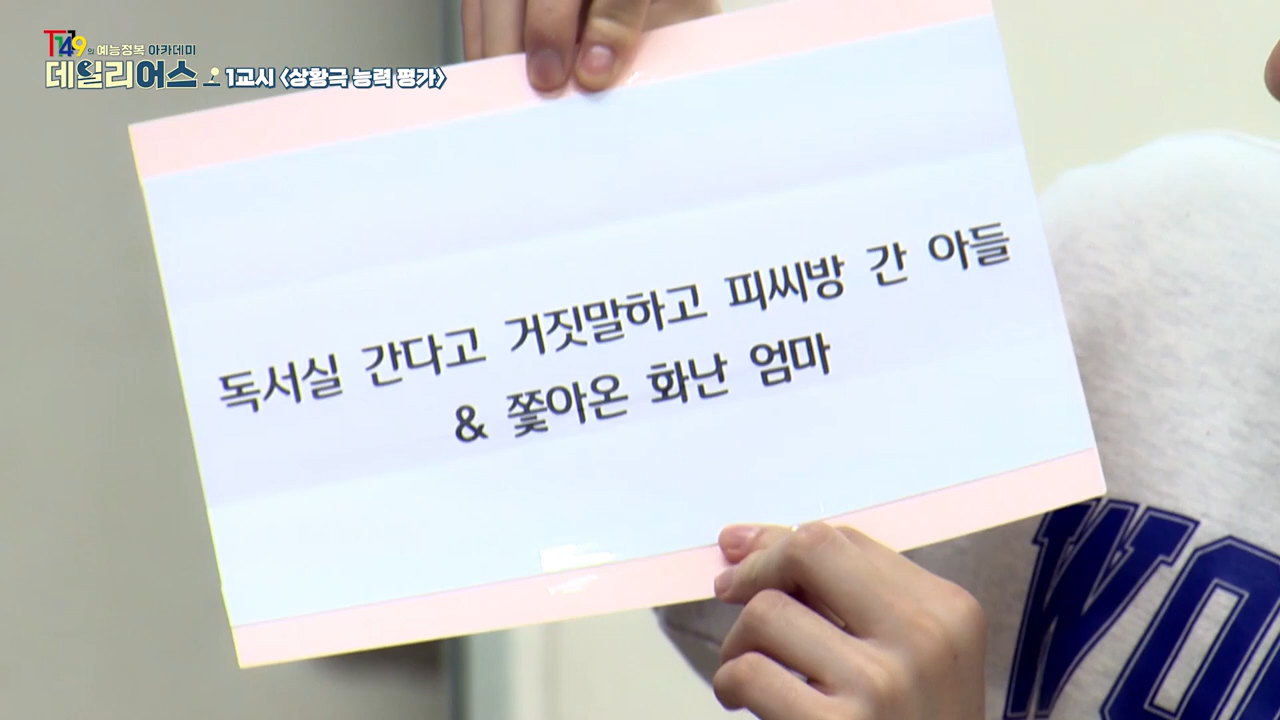 T1419의 예능정복 아카데미
데일리어스 1교시 <상황극 능력 평가>
독서실 간다고 거짓말하고 피씨방 간 아들
& 쫓아온 화난 엄마
WO